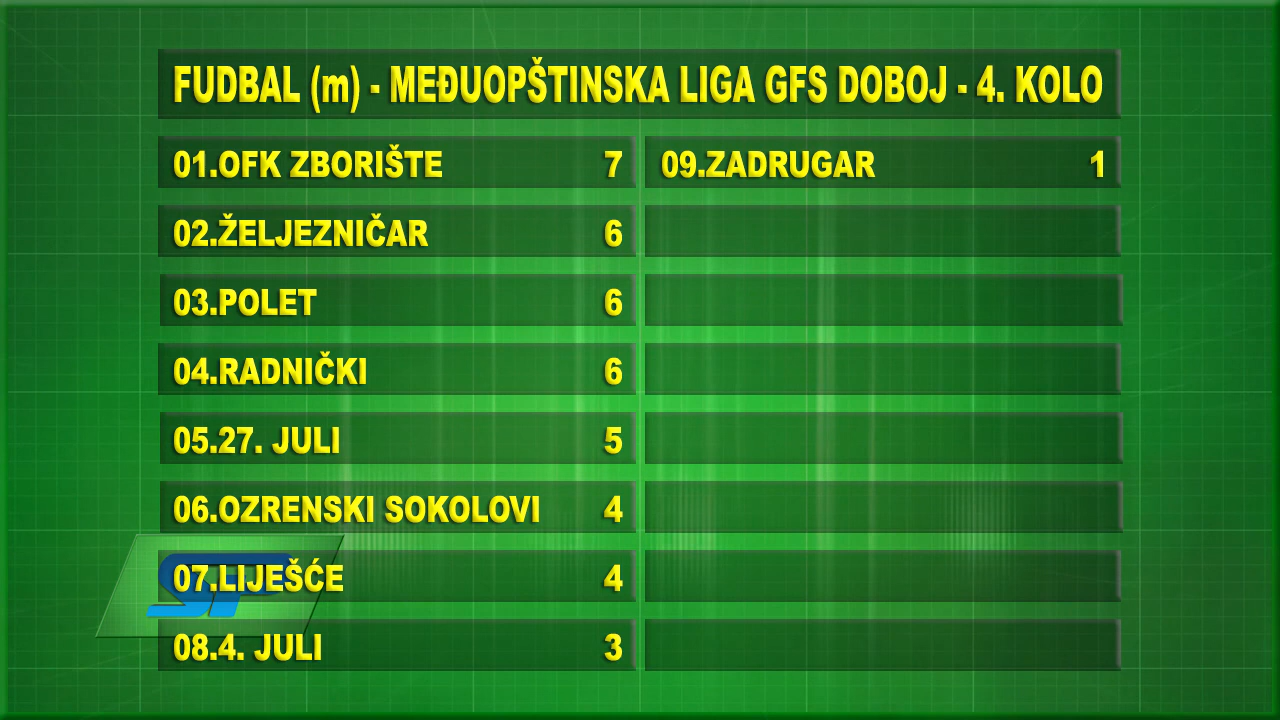 FUDBAL (m) - MEĐUOPŠTINSKA LIGA GFS DOBOJ - 4. KOLO
01.OFK ZBORIŠTE 7
02.ŽELJEZNIČAR 6
03.POLET 6
04.RADNIČKI 6
05.27. JULI 5
06.OZRENSKI SOKOLOVI 4
07.LIJEŠĆE 4
08.4. JULI 3
09.ZADRUGAR 1